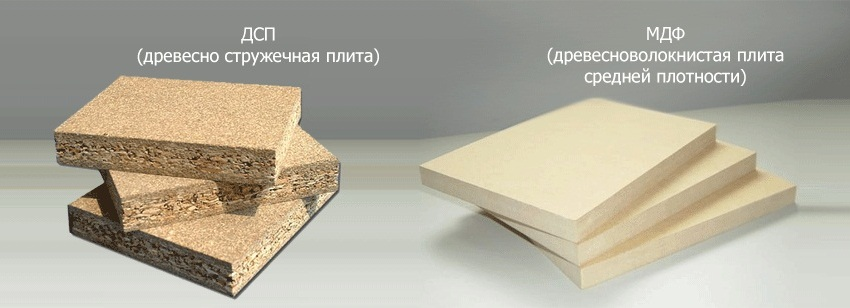 ДСП
(древесно стружечная плита)
МДФ
(древесноволокнистая плита
средней плотности)